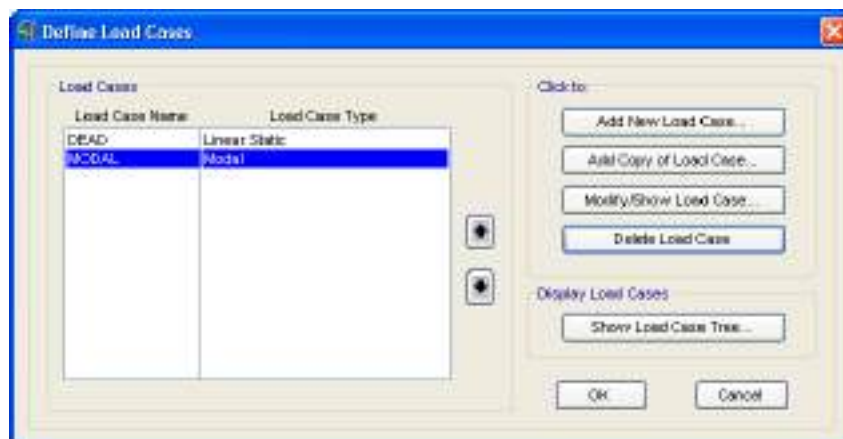 Define Load Cases
Load Cases
Load Case Name Load Case Type
DEAD Linear Static
MODAL Modal
Click to:
Add New Load Case...
Add Copy of Load Case...
Modify/Show Load Case...
Delete Load Case
Display Load Cases
Show Load Case Tree...
OK Cancel